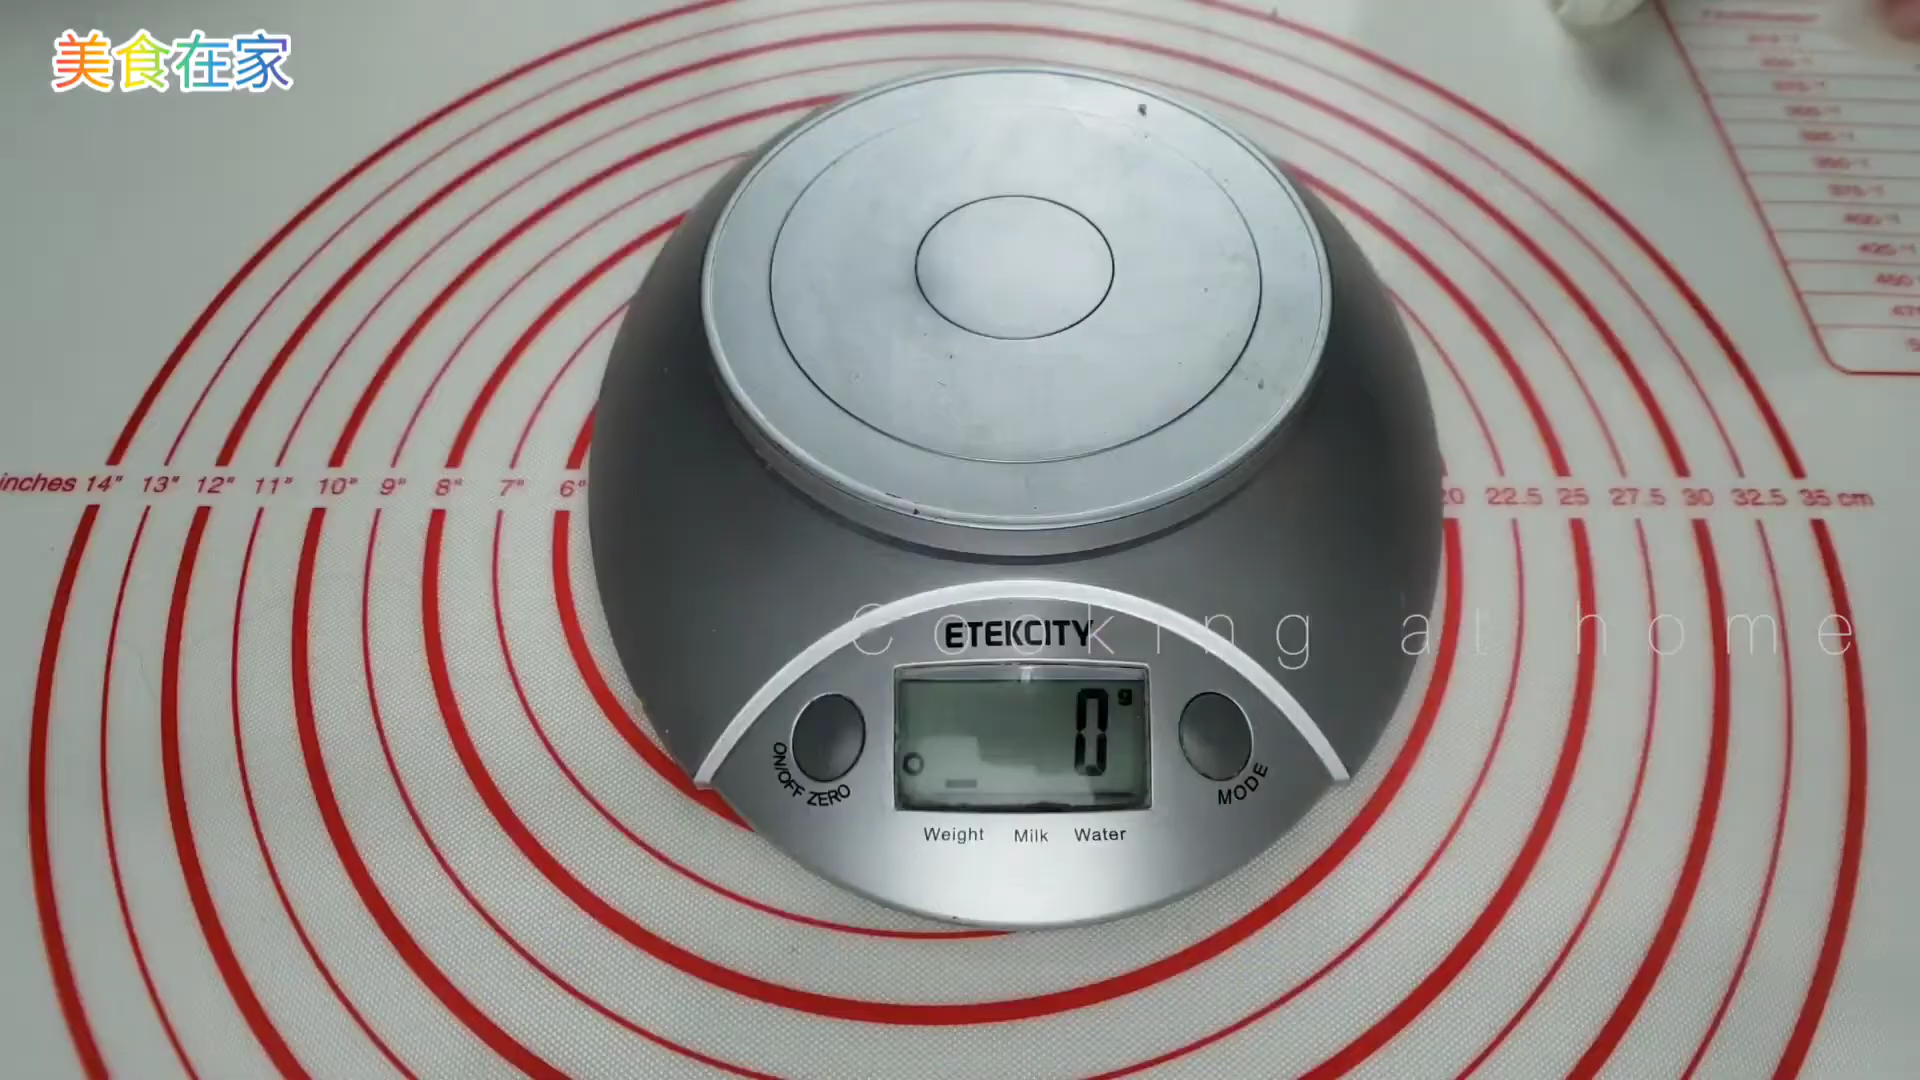 美食在家
inches 14" 13" 12" 11" 10" 9" 8" 7" 6"
20 22.5 25 27.5 30 32.5 35 cm
Cooking at home
ETEKCITY
0 g
ON/OFF ZERO
MODE
Weight Milk Water